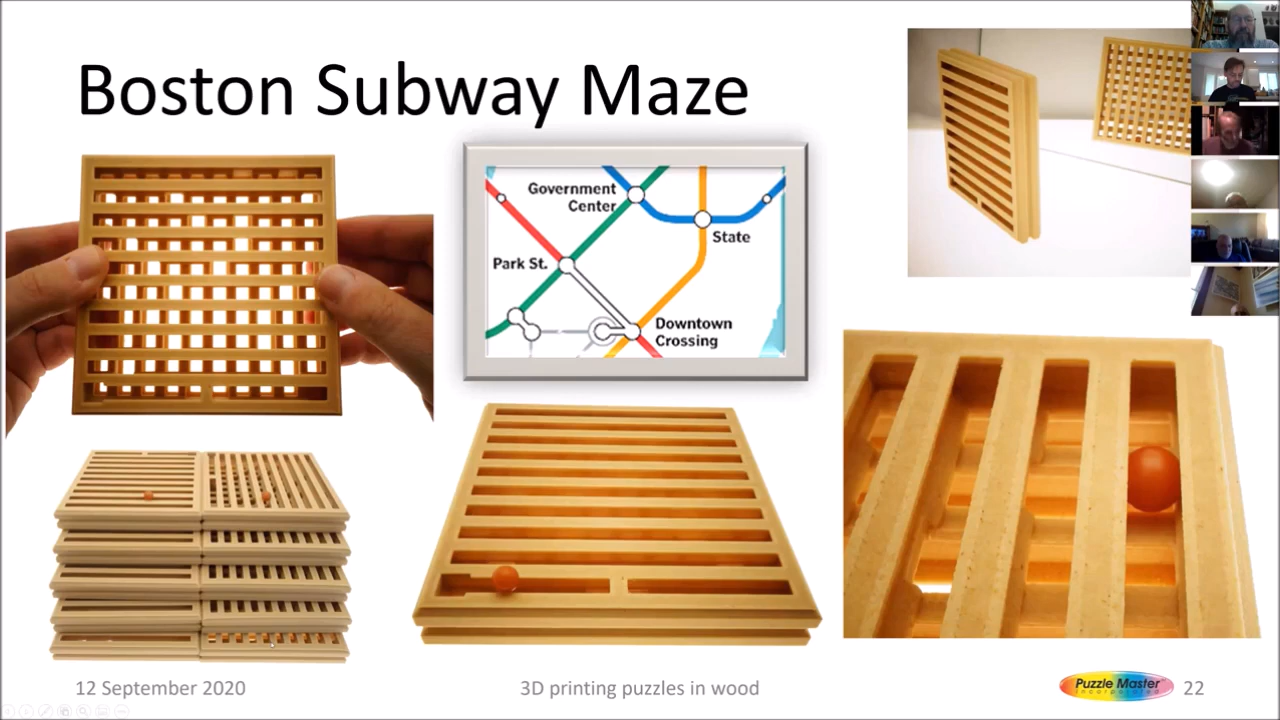 Boston Subway Maze
Government
Center
State
Park St.
Downtown
Crossing
12 September 2020
3D printing puzzles in wood
Puzzle Master
Incorporated
22